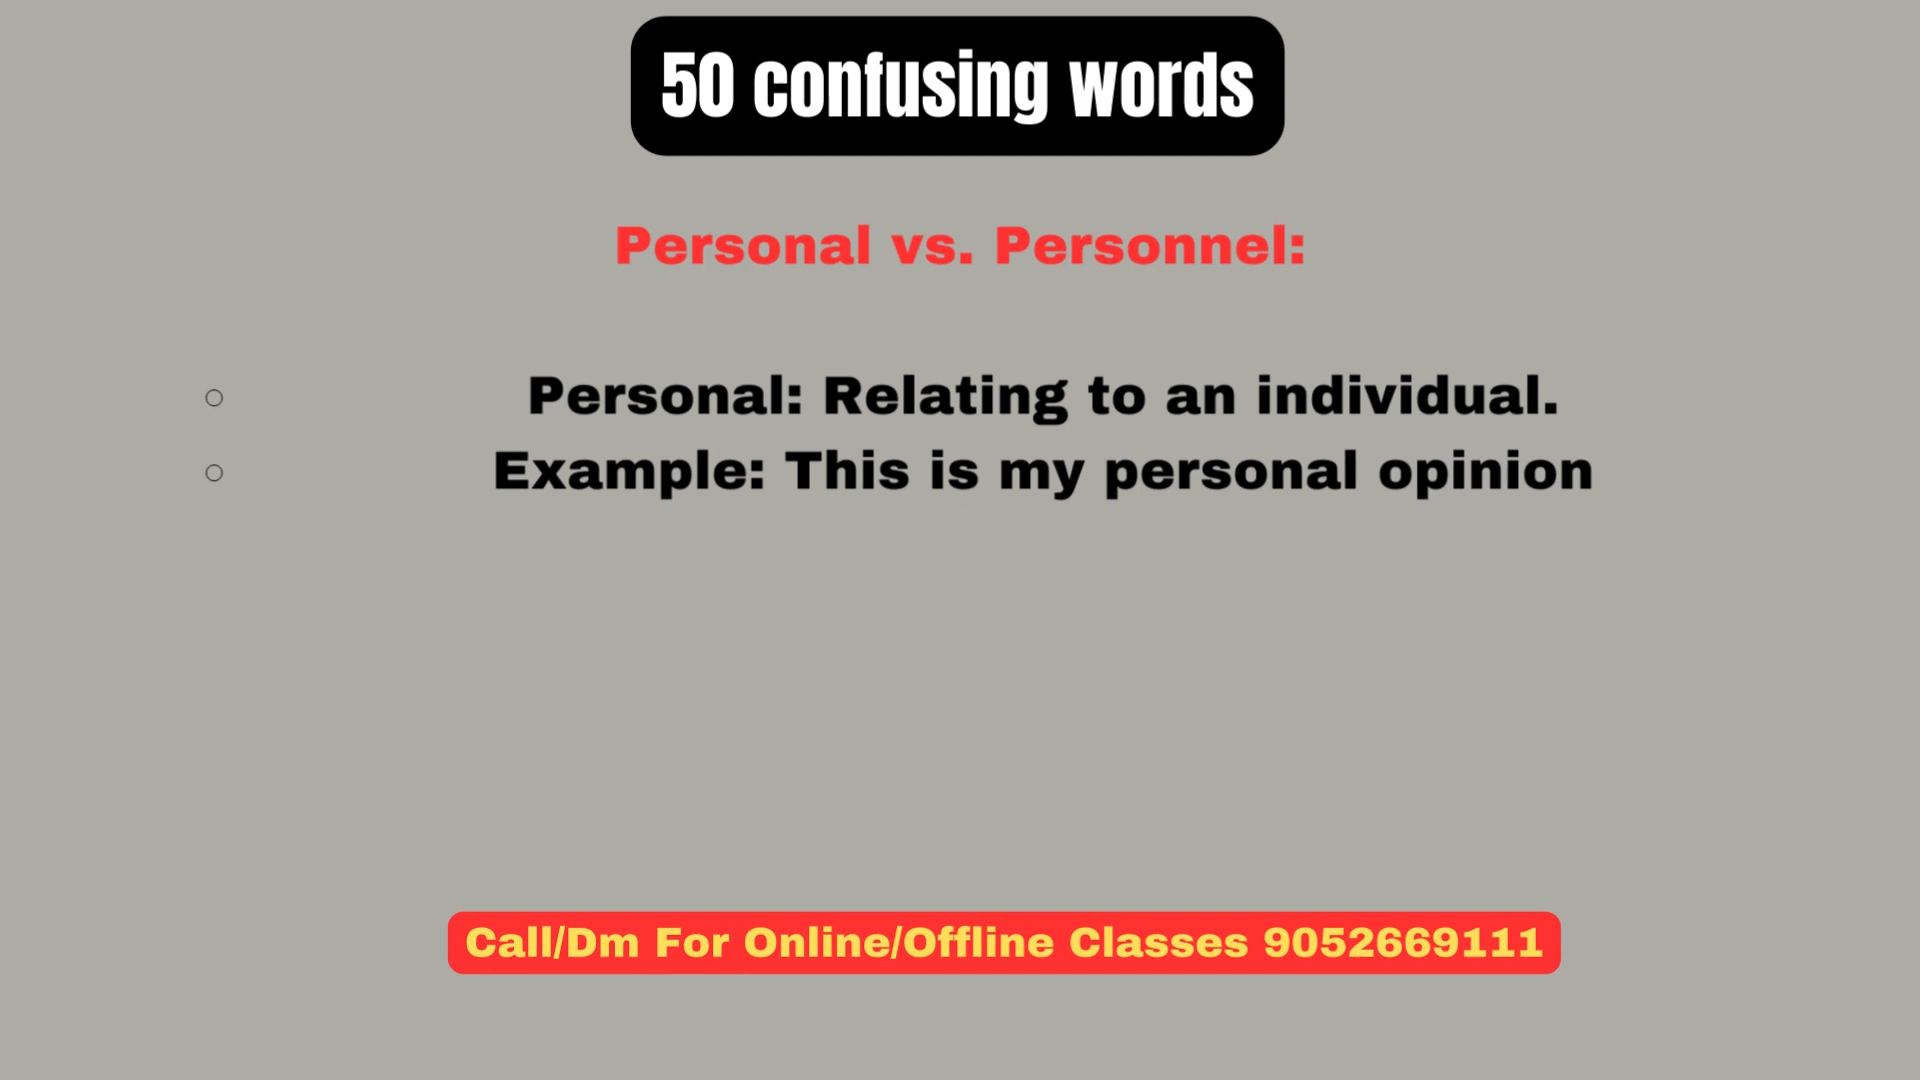 50 confusing words
Personal vs. Personnel:
Personal: Relating to an individual.
Example: This is my personal opinion
Call/Dm For Online/Offline Classes 9052669111